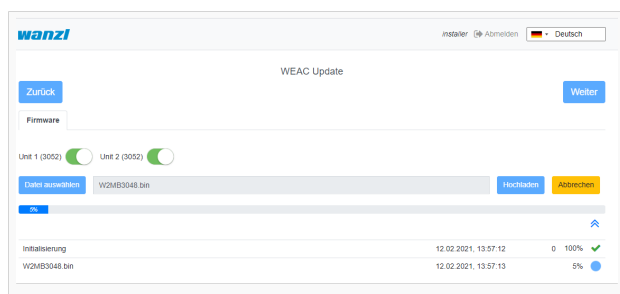 wanzl
installer Abmelden Deutsch
WEAC Update
Zurück Weiter
Firmware
Unit 1 (3052) Unit 2 (3052)
Datei auswählen W2MB3048.bin Hochladen Abbrechen
5%
Initialisierung 12.02.2021, 13:57:12 0 100%
W2MB3048.bin 12.02.2021, 13:57:13 5%